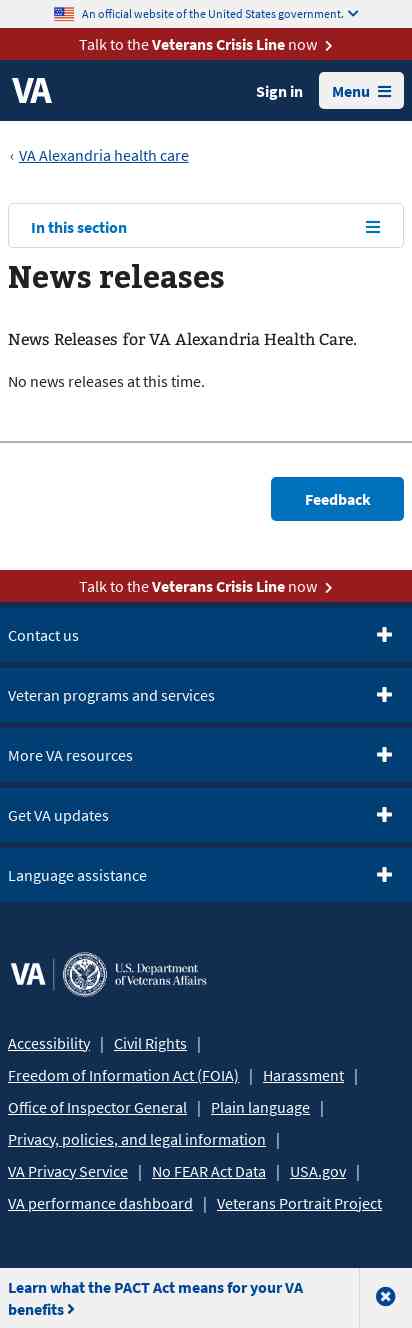 An official website of the United States government.
Talk to the Veterans Crisis Line now
VA
Sign in
Menu
‹ VA Alexandria health care
In this section
News releases
News Releases for VA Alexandria Health Care.
No news releases at this time.
Feedback
Talk to the Veterans Crisis Line now
Contact us
Veteran programs and services
More VA resources
Get VA updates
Language assistance
VA | U.S. Department
of Veterans Affairs
Accessibility | Civil Rights |
Freedom of Information Act (FOIA) | Harassment |
Office of Inspector General | Plain language |
Privacy, policies, and legal information |
VA Privacy Service | No FEAR Act Data | USA.gov |
VA performance dashboard | Veterans Portrait Project
Learn what the PACT Act means for your VA
benefits